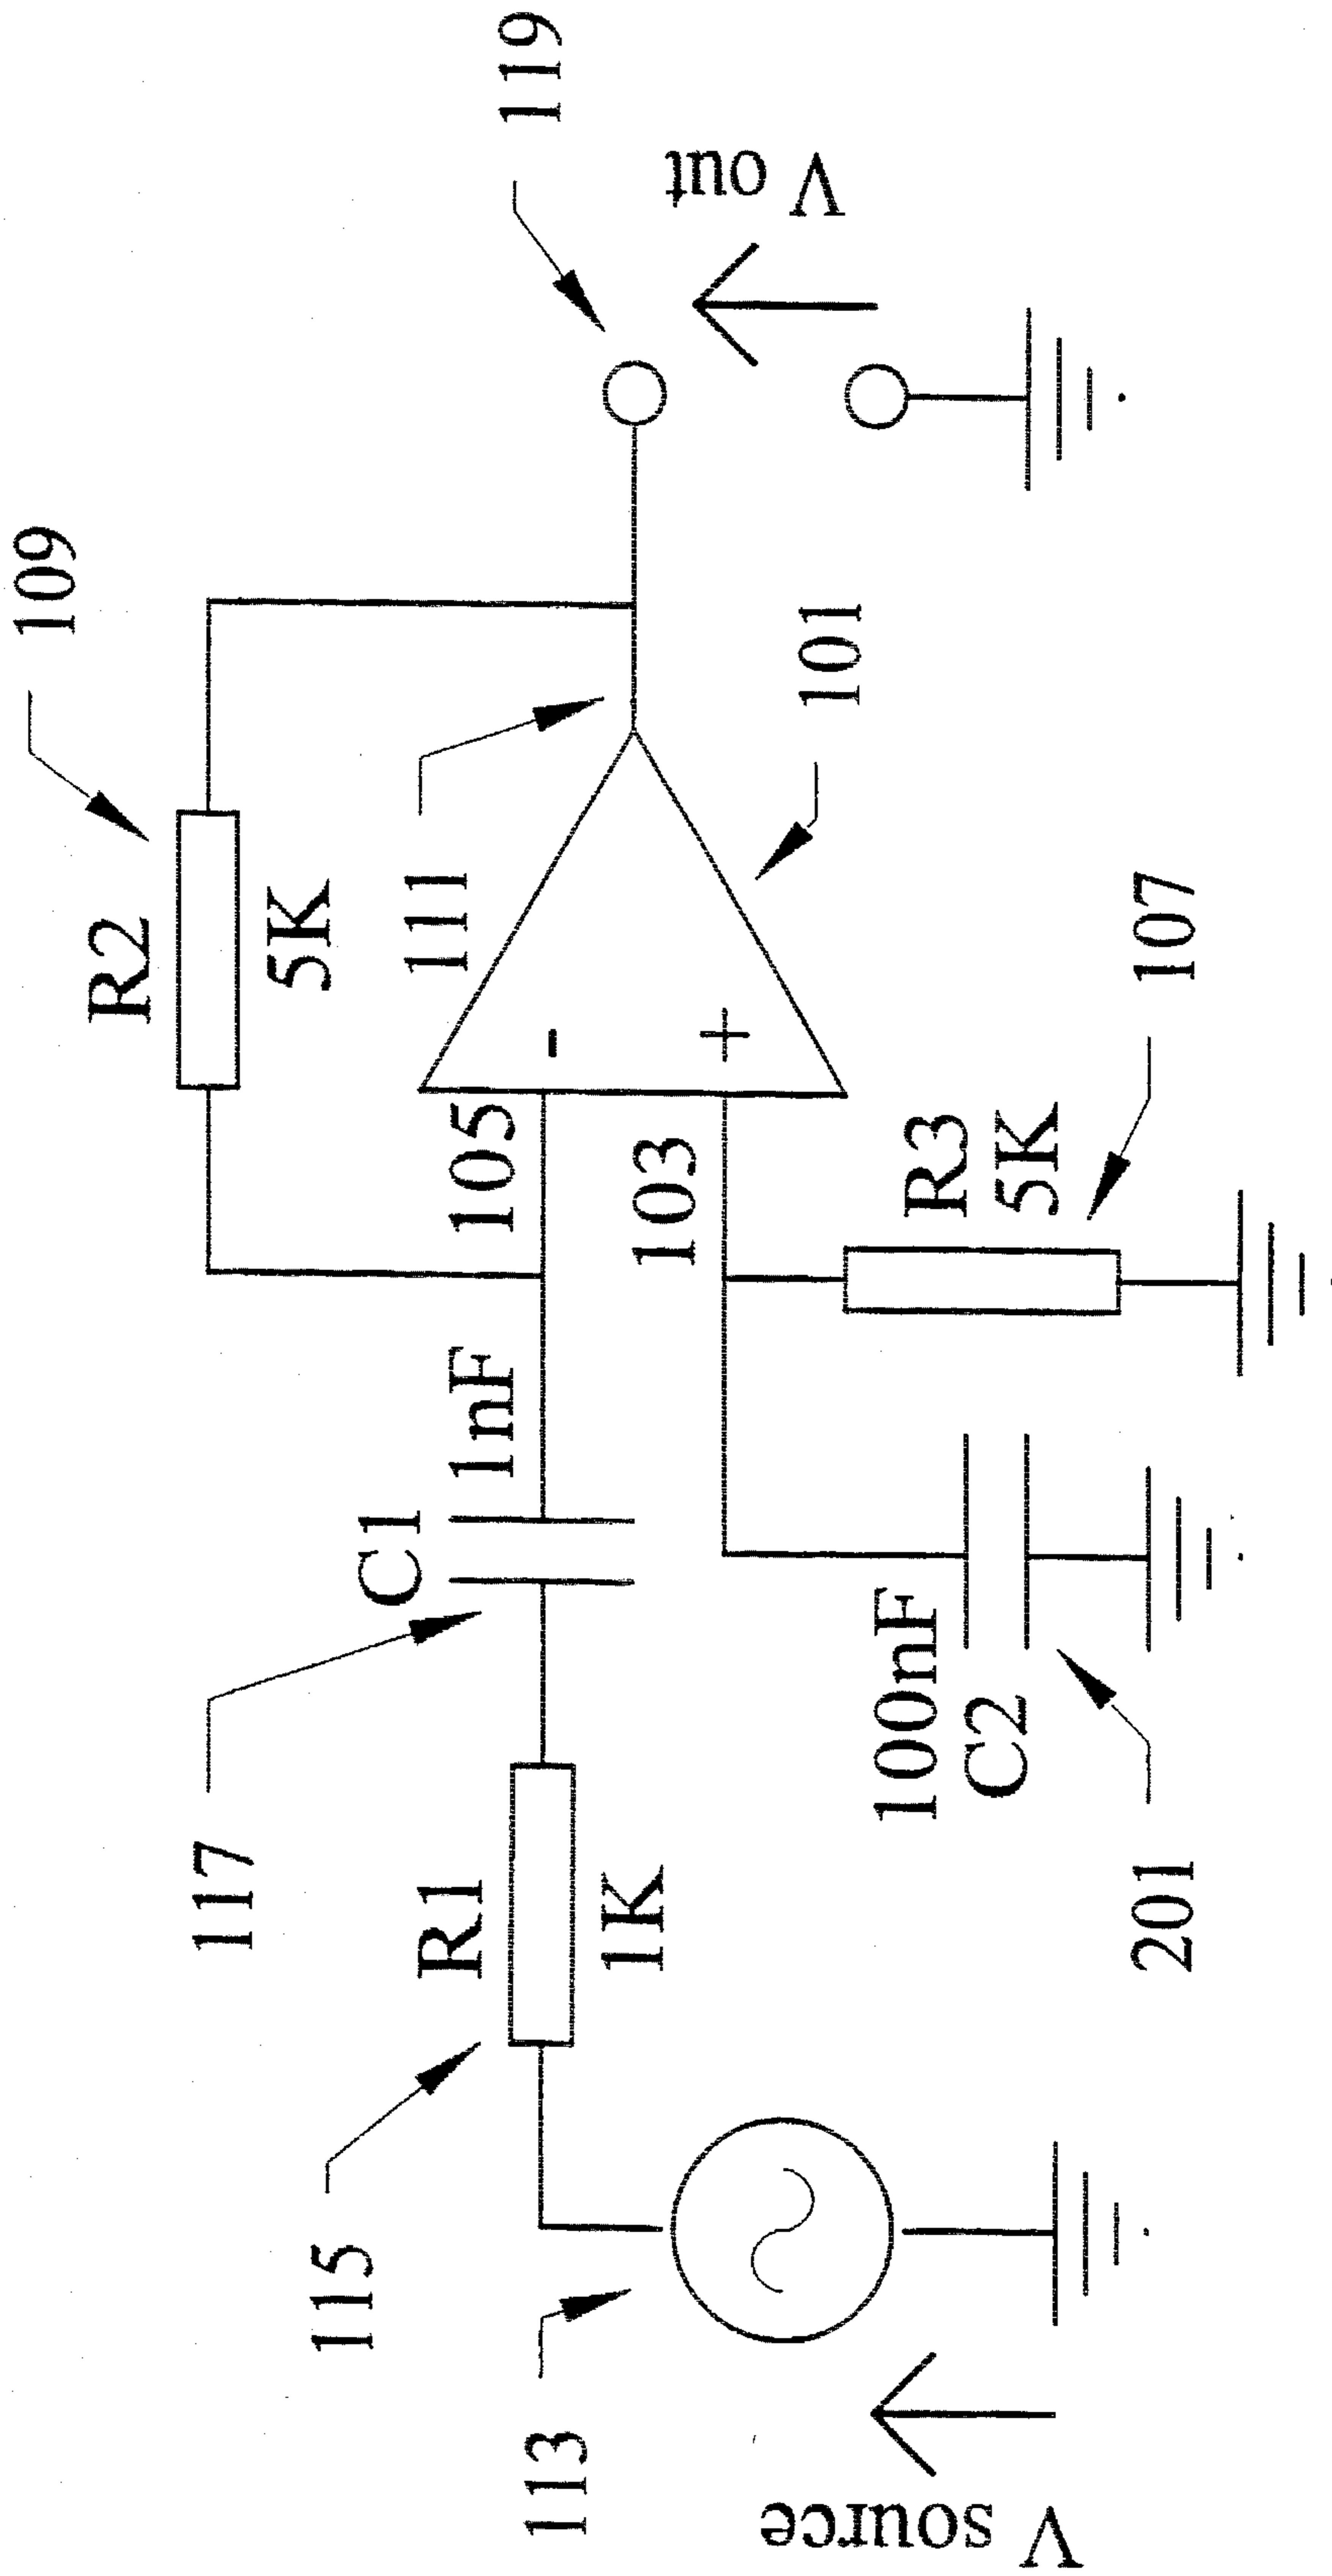 109
R2
5K
119
111
V out
117
C1
1nF
105
-
115
R1
1K
103
+
101
113
100nF
C2
R3
5K
107
V source
201